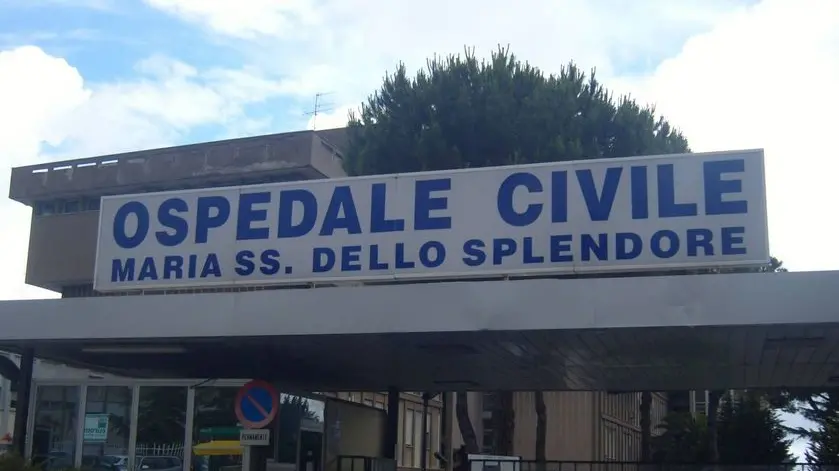 OSPEDALE CIVILE
MARIA SS. DELLO SPLENDORE
PERMANENTE